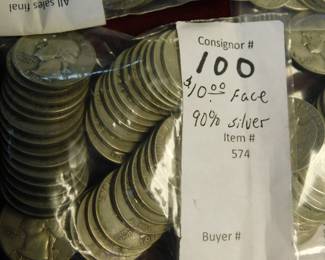 All sales final
Consignor #
100
$10.00 Face
90% silver
Item #
574
Buyer #